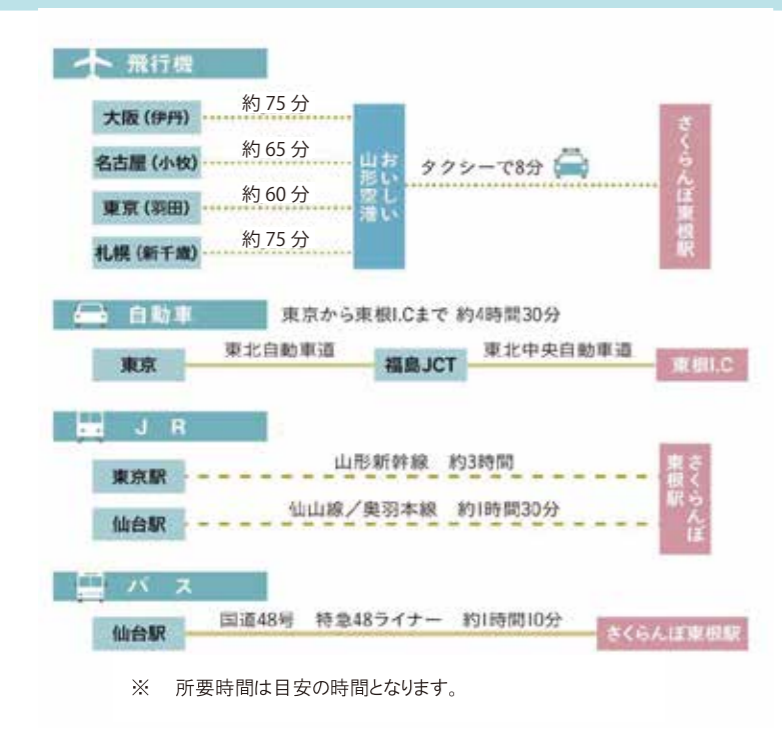 飛行機
大阪（伊丹）
約 75 分
名古屋（小牧）
約 65 分
東京（羽田）
約 60 分
札幌（新千歳）
約 75 分
おいしい
山形空港
タクシーで8分
さくらんぼ東根駅
自動車
東京から東根I.Cまで 約4時間30分
東京
東北自動車道
福島JCT
東北中央自動車道
東根I.C
JR
東京駅
山形新幹線 約3時間
仙台駅
仙山線／奥羽本線 約1時間30分
さくらんぼ
東根駅
バス
仙台駅
国道48号 特急48ライナー 約1時間10分
さくらんぼ東根駅
※ 所要時間は目安の時間となります。